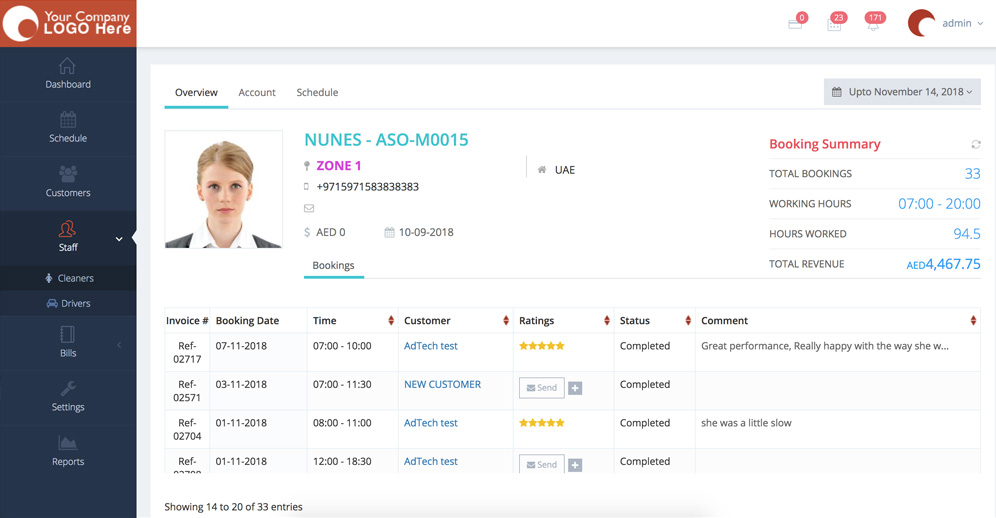 Your Company
LOGO Here
0
23
171
admin
Dashboard
Schedule
Customers
Staff
Cleaners
Drivers
Bills
Settings
Reports
Overview Account Schedule
Upto November 14, 2018
NUNES - ASO-M0015
ZONE 1
UAE
+9715971583838383
AED 0
10-09-2018
Booking Summary
TOTAL BOOKINGS 33
WORKING HOURS 07:00 - 20:00
HOURS WORKED 94.5
TOTAL REVENUE AED4,467.75
Bookings
Invoice # Booking Date Time Customer Ratings Status Comment
Ref-
02717 07-11-2018 07:00 - 10:00 AdTech test Completed Great performance, Really happy with the way she w...
Ref-
02571 03-11-2018 07:00 - 11:30 NEW CUSTOMER Send Completed
Ref-
02704 01-11-2018 08:00 - 11:00 AdTech test Completed she was a little slow
Ref- 01-11-2018 12:00 - 18:30 AdTech test Send Completed
Showing 14 to 20 of 33 entries